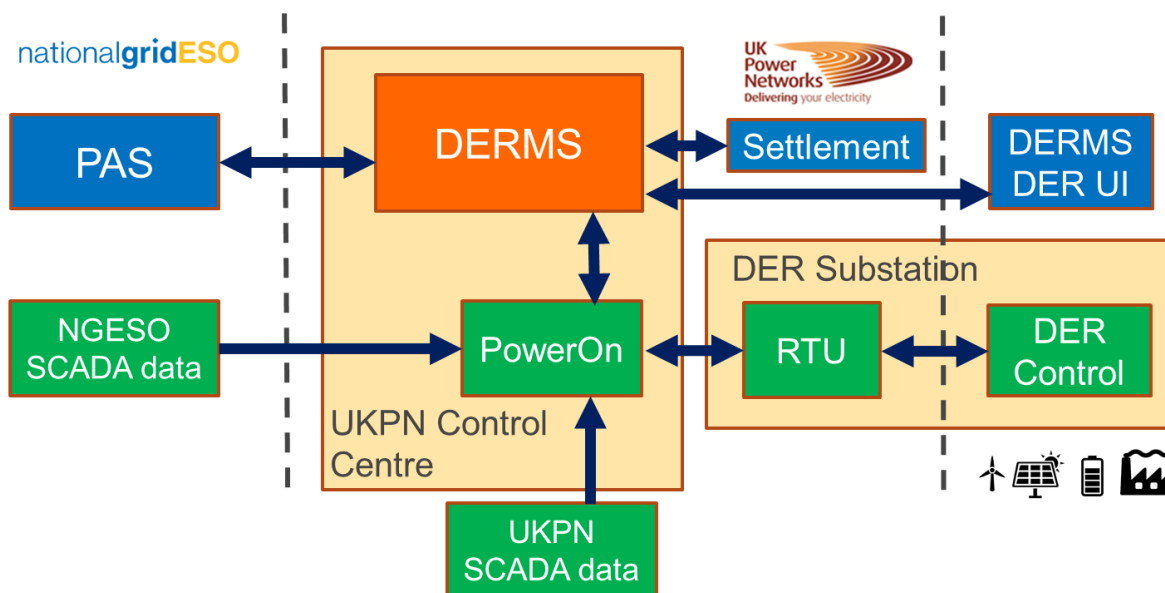 nationalgridESO
UK
Power
Networks
Delivering your electricity
PAS
DERMS
Settlement
DERMS
DER UI
DER Substation
NGESO
SCADA data
PowerOn
RTU
DER
Control
UKPN Control
Centre
UKPN
SCADA data